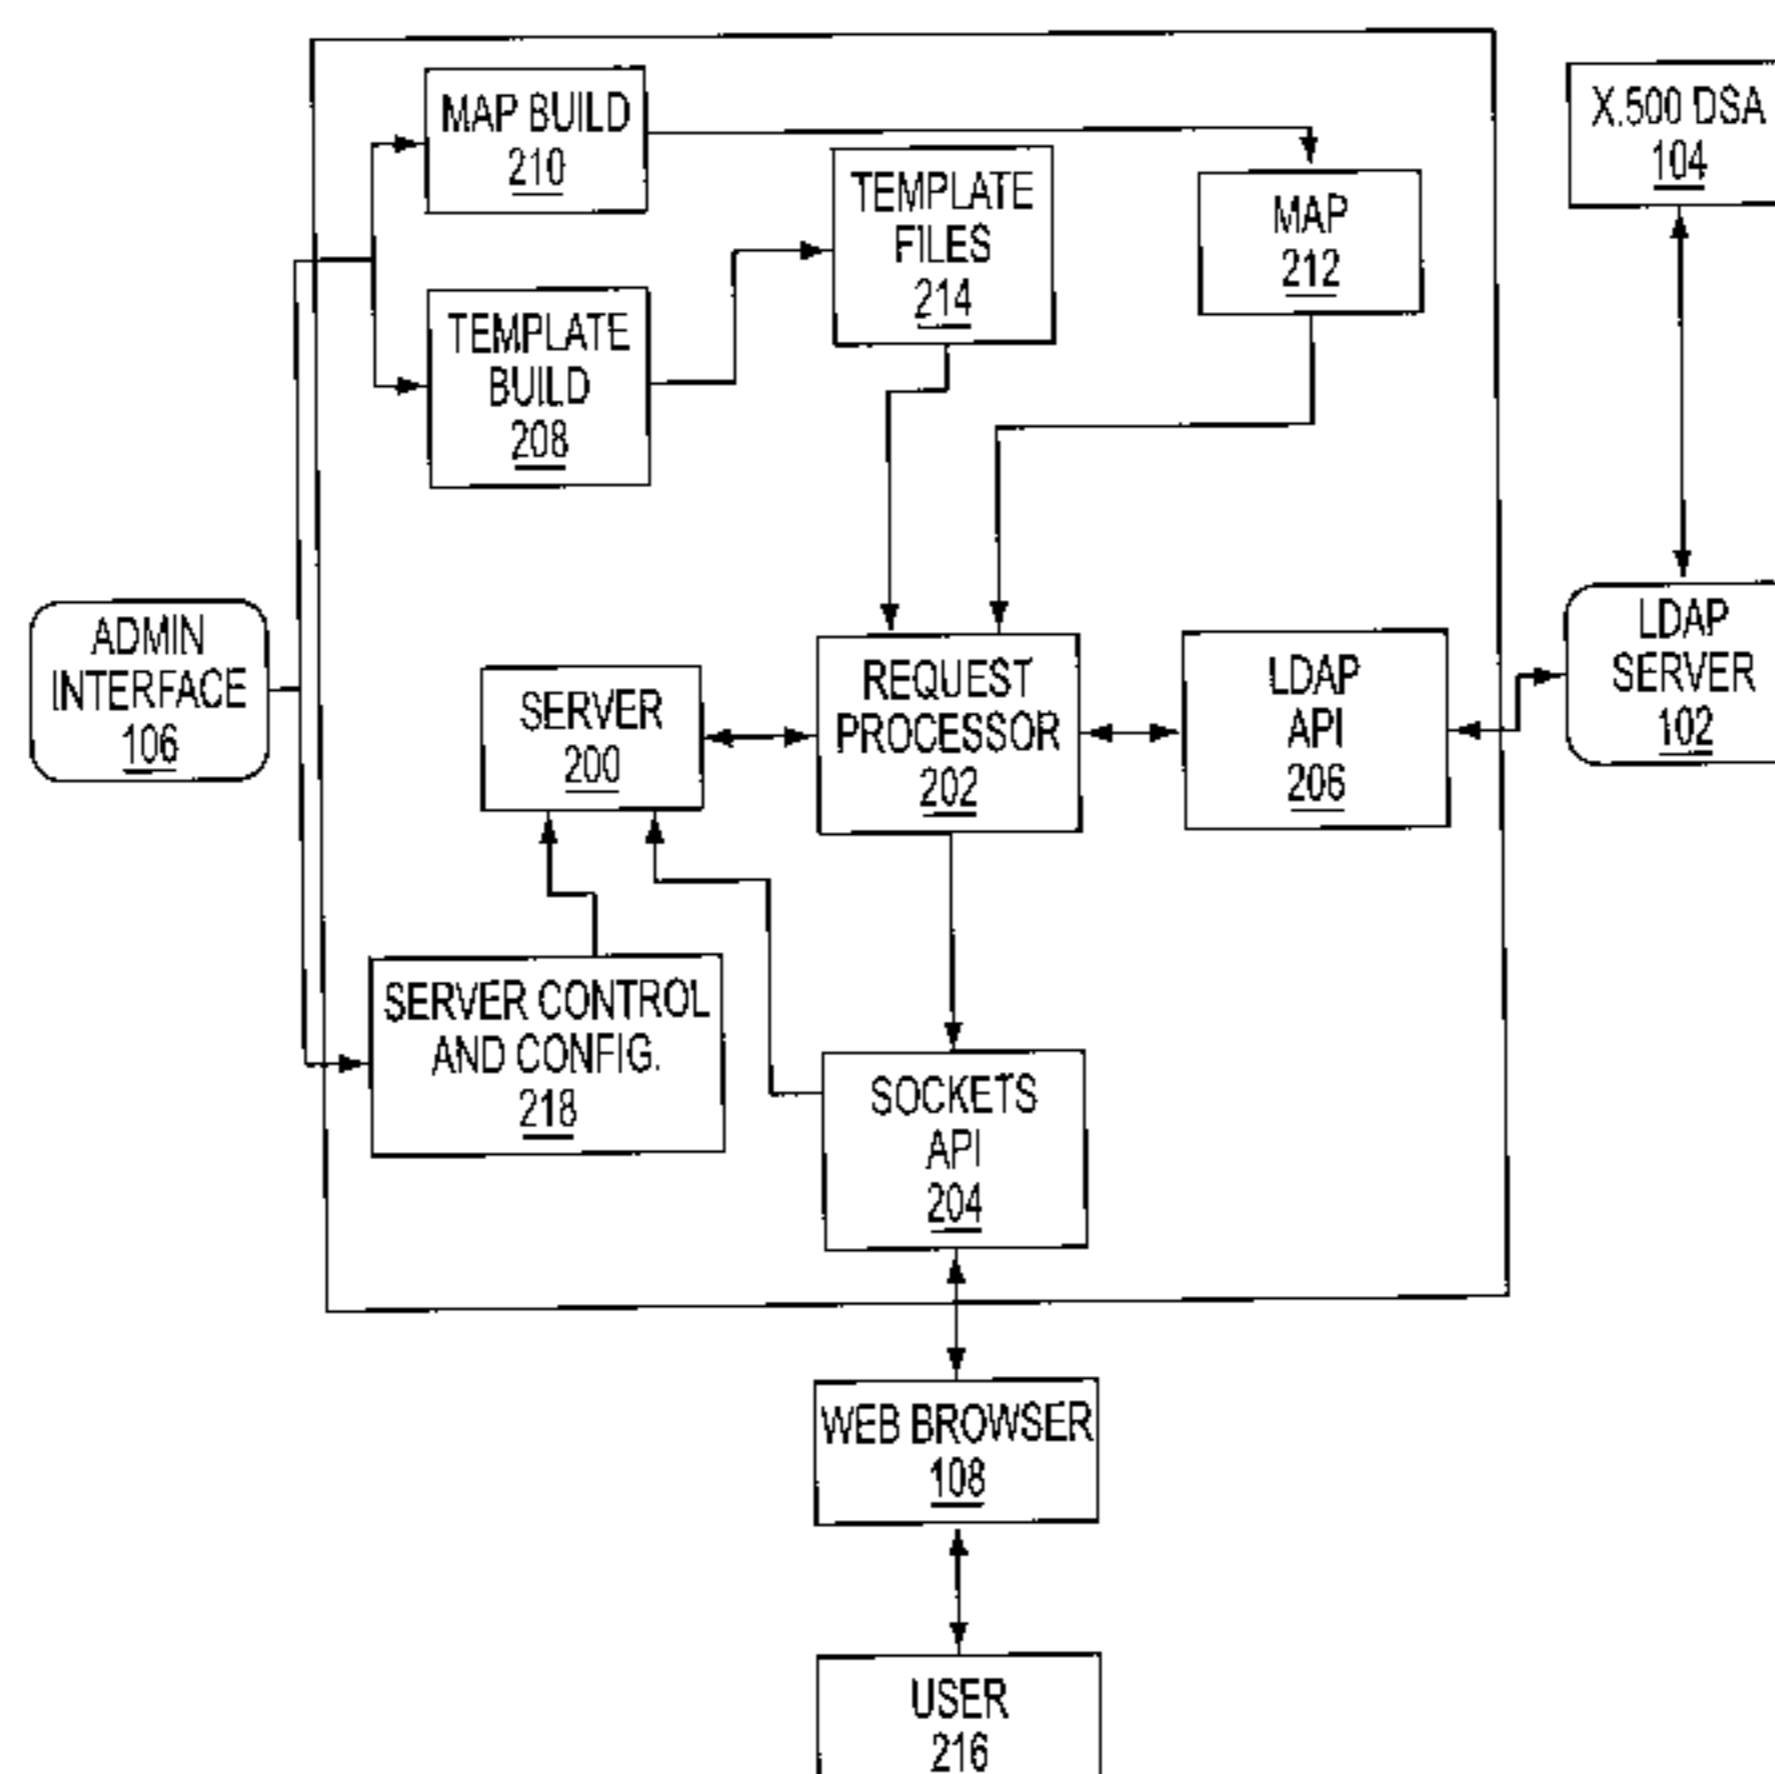 MAP BUILD
210
TEMPLATE
FILES
214
MAP
212
X.500 DSA
104
TEMPLATE
BUILD
208
ADMIN
INTERFACE
106
SERVER
200
REQUEST
PROCESSOR
202
LDAP
API
206
LDAP
SERVER
102
SERVER CONTROL
AND CONFIG.
218
SOCKETS
API
204
WEB BROWSER
108
USER
216